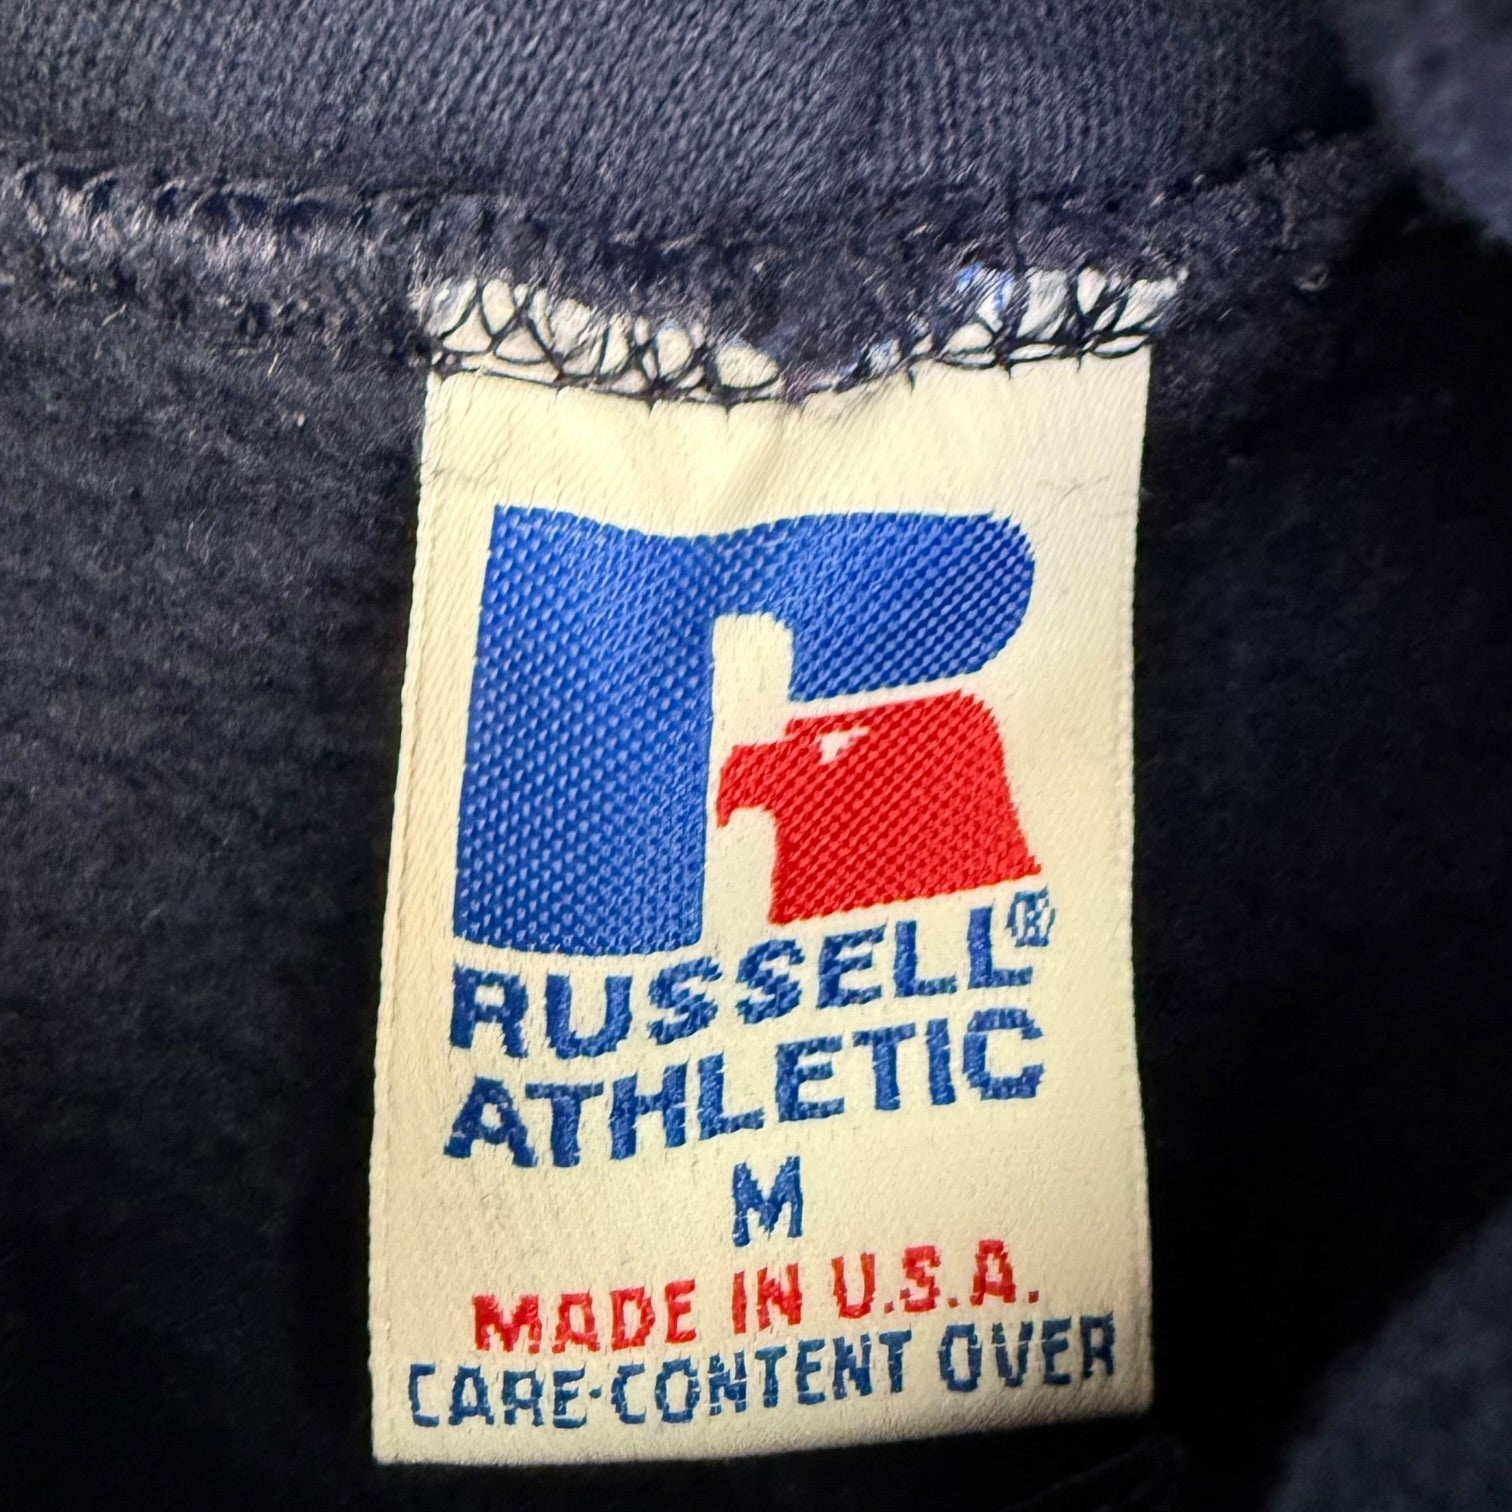 RUSSELL®
ATHLETIC
M
MADE IN U.S.A.
CARE·CONTENT OVER